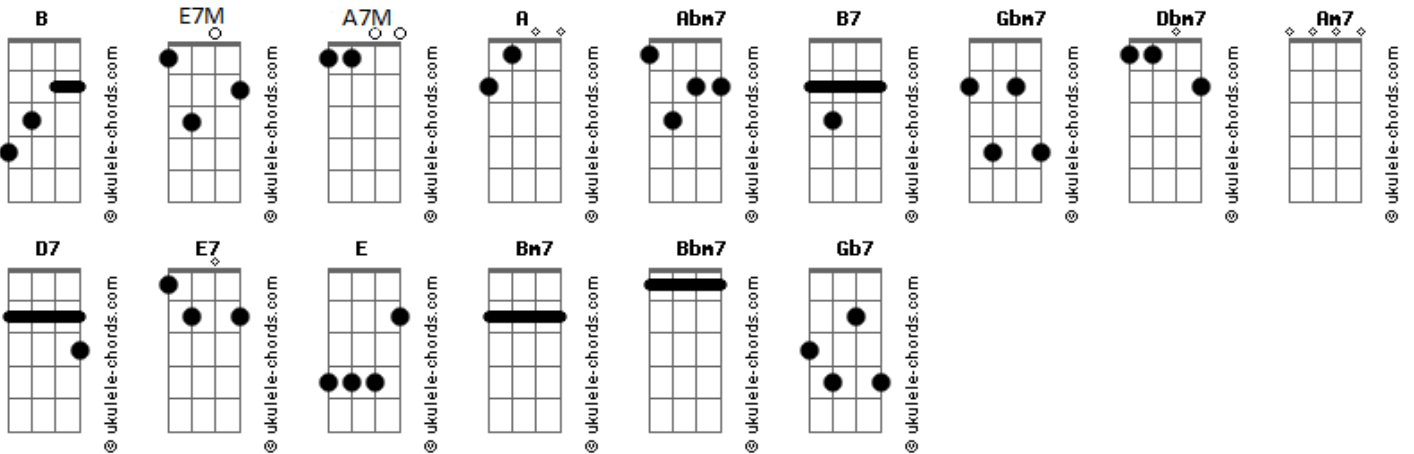 B E7M A7M A Abm7 B7 Gbm7 Dbm7 Am7
© ukulele-chords.com © ukulele-chords.com © ukulele-chords.com © ukulele-chords.com © ukulele-chords.com © ukulele-chords.com © ukulele-chords.com © ukulele-chords.com © ukulele-chords.com
D7 E7 E Bm7 Bbm7 Gb7
© ukulele-chords.com © ukulele-chords.com © ukulele-chords.com © ukulele-chords.com © ukulele-chords.com © ukulele-chords.com